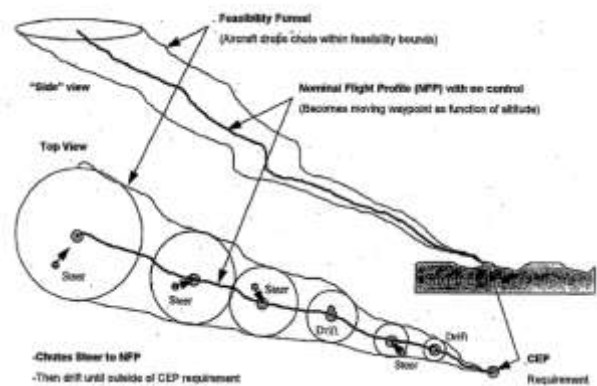 Feasibility Funnel
(Aircraft drops chute within feasibility bounds)
"Side" view
Nominal Flight Profile (NFP) with no control
(Becomes moving waypoint as function of altitude)
Top View
Steer
Steer
Steer
Drift
Drift
Steer
CEP
Requirement
-Chutes Steer to NFP
-Then drift until outside of CEP requirement